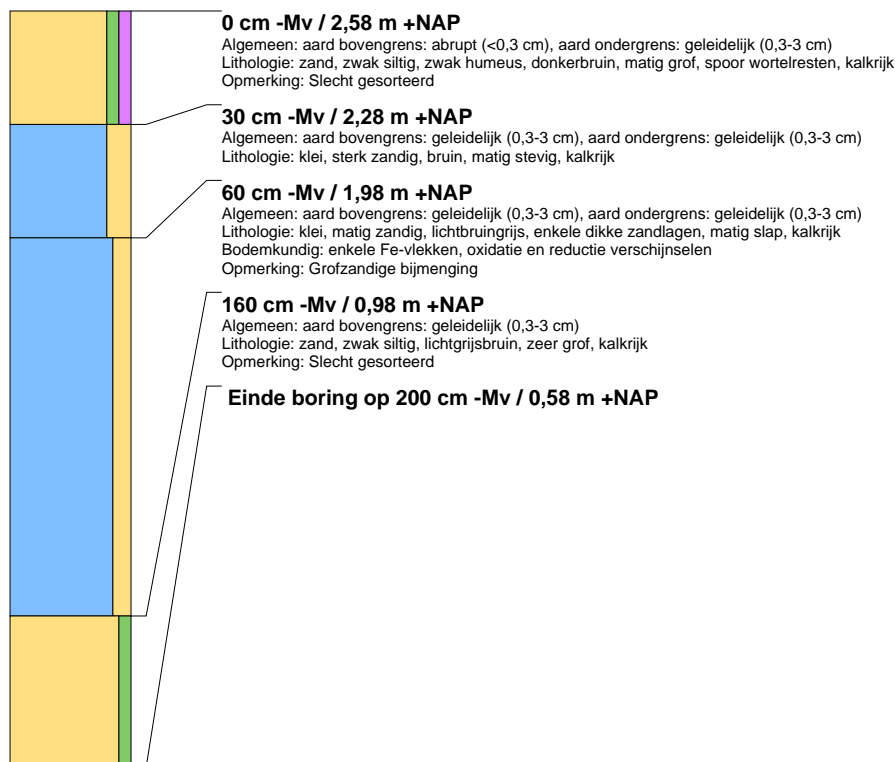 0 cm -Mv / 2,58 m +NAP
Algemeen: aard bovengrens: abrupt (<0,3 cm), aard ondergrens: geleidelijk (0,3-3 cm)
Lithologie: zand, zwak siltig, zwak humeus, donkerbruin, matig grof, spoor wortelresten, kalkrijk
Opmerking: Slecht gesorteerd
30 cm -Mv / 2,28 m +NAP
Algemeen: aard bovengrens: geleidelijk (0,3-3 cm), aard ondergrens: geleidelijk (0,3-3 cm)
Lithologie: klei, sterk zandig, bruin, matig stevig, kalkrijk
60 cm -Mv / 1,98 m +NAP
Algemeen: aard bovengrens: geleidelijk (0,3-3 cm), aard ondergrens: geleidelijk (0,3-3 cm)
Lithologie: klei, matig zandig, lichtbruingrijs, enkele dikke zandlagen, matig slap, kalkrijk
Bodemkundig: enkele Fe-vlekken, oxidatie en reductie verschijnselen
Opmerking: Grofzandige bijmenging
160 cm -Mv / 0,98 m +NAP
Algemeen: aard bovengrens: geleidelijk (0,3-3 cm)
Lithologie: zand, zwak siltig, lichtgrijsbruin, zeer grof, kalkrijk
Opmerking: Slecht gesorteerd
Einde boring op 200 cm -Mv / 0,58 m +NAP